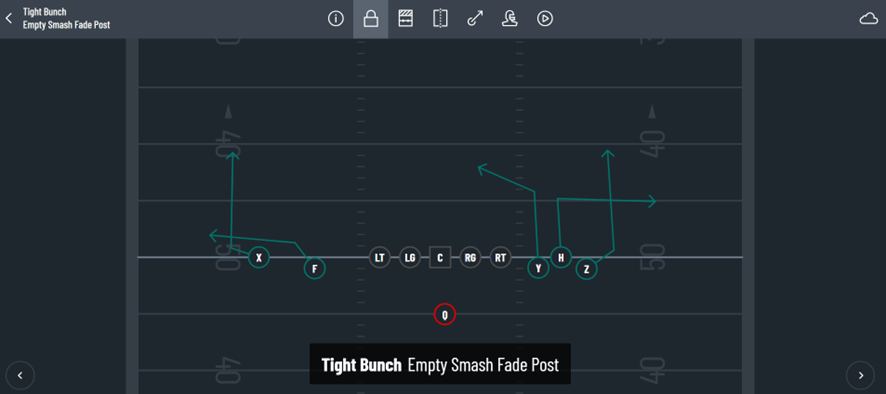 Tight Bunch
Empty Smash Fade Post
40 40
50 50
X F LT LG C RG RT Y H Z
Q
40 40
Tight Bunch Empty Smash Fade Post